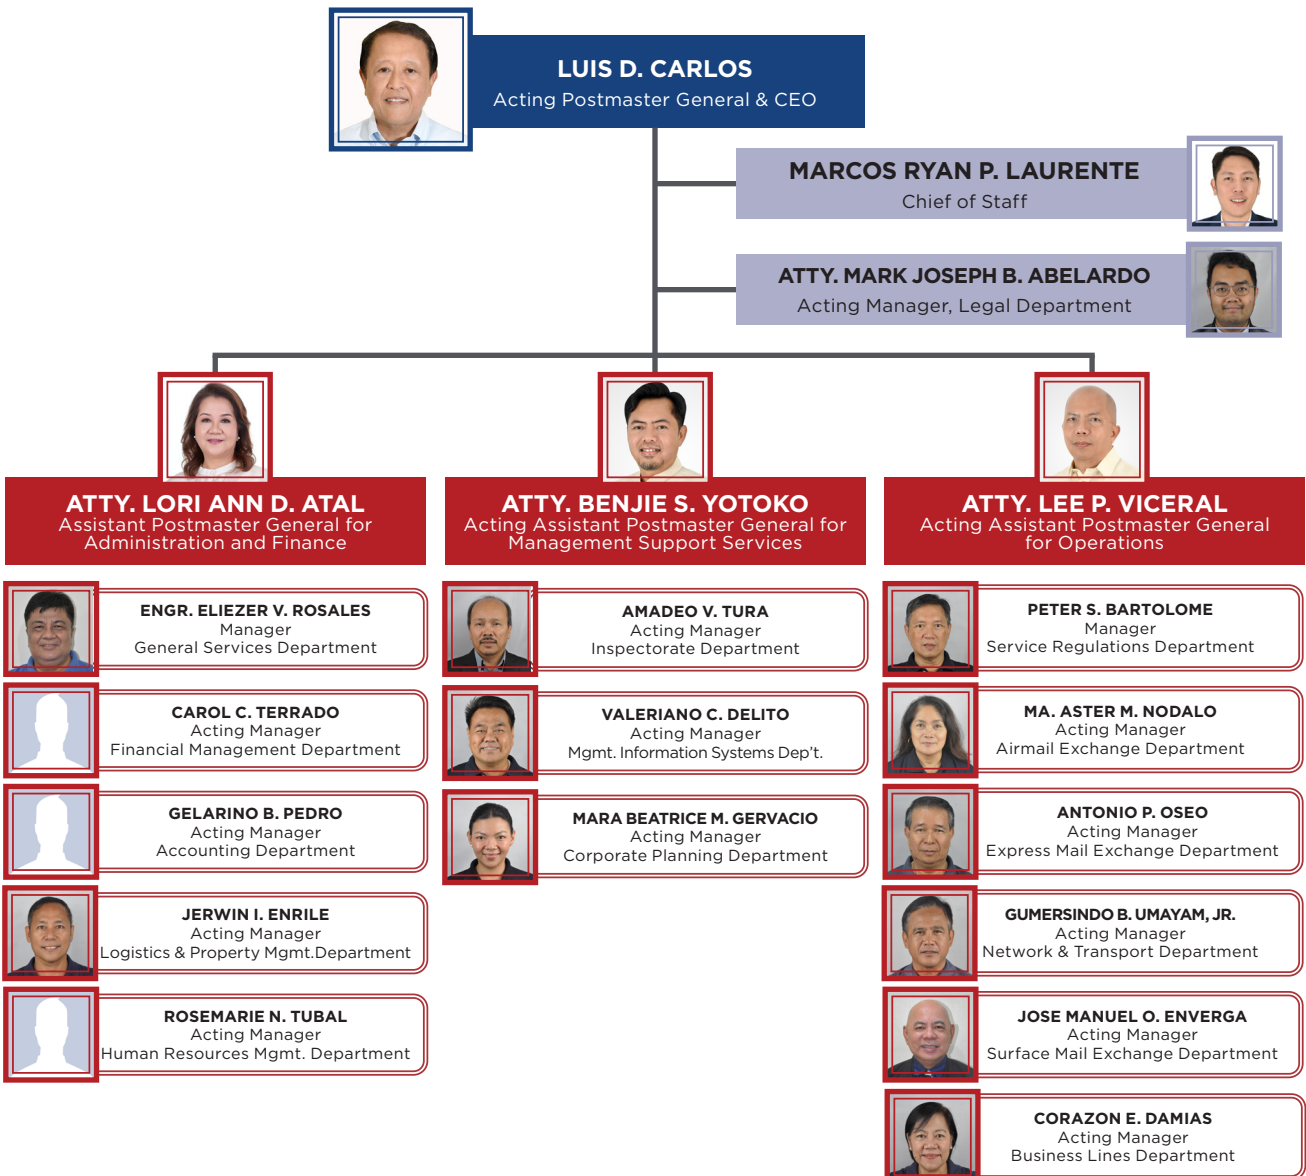 LUIS D. CARLOS
Acting Postmaster General & CEO
MARCOS RYAN P. LAURENTE
Chief of Staff
ATTY. MARK JOSEPH B. ABELARDO
Acting Manager, Legal Department
ATTY. LORI ANN D. ATAL
Assistant Postmaster General for
Administration and Finance
ENGR. ELIEZER V. ROSALES
Manager
General Services Department
CAROL C. TERRADO
Acting Manager
Financial Management Department
GELARINO B. PEDRO
Acting Manager
Accounting Department
JERWIN I. ENRILE
Acting Manager
Logistics & Property Mgmt.Department
ROSEMARIE N. TUBAL
Acting Manager
Human Resources Mgmt. Department
ATTY. BENJIE S. YOTOKO
Acting Assistant Postmaster General for
Management Support Services
AMADEO V. TURA
Acting Manager
Inspectorate Department
VALERIANO C. DELITO
Acting Manager
Mgmt. Information Systems Dep’t.
MARA BEATRICE M. GERVACIO
Acting Manager
Corporate Planning Department
ATTY. LEE P. VICERAL
Acting Assistant Postmaster General
for Operations
PETER S. BARTOLOME
Manager
Service Regulations Department
MA. ASTER M. NODALO
Acting Manager
Airmail Exchange Department
ANTONIO P. OSEO
Acting Manager
Express Mail Exchange Department
GUMERSINDO B. UMAYAM, JR.
Acting Manager
Network & Transport Department
JOSE MANUEL O. ENVERGA
Acting Manager
Surface Mail Exchange Department
CORAZON E. DAMIAS
Acting Manager
Business Lines Department